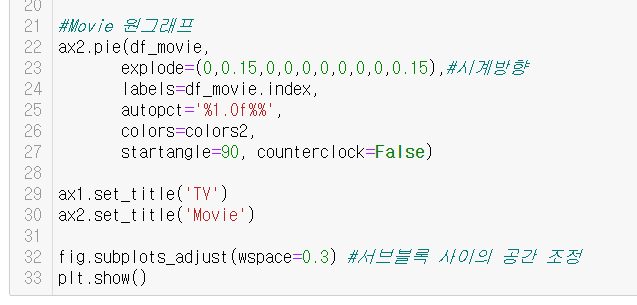 20
21 #Movie 원그래프
22 ax2.pie(df_movie,
23         explode=(0,0.15,0,0,0,0,0,0,0,0.15),#시계방향
24         labels=df_movie.index,
25         autopct='%1.0f%%',
26         colors=colors2,
27         startangle=90, counterclock=False)
28
29 ax1.set_title('TV')
30 ax2.set_title('Movie')
31
32 fig.subplots_adjust(wspace=0.3) #서브블록 사이의 공간 조정
33 plt.show()